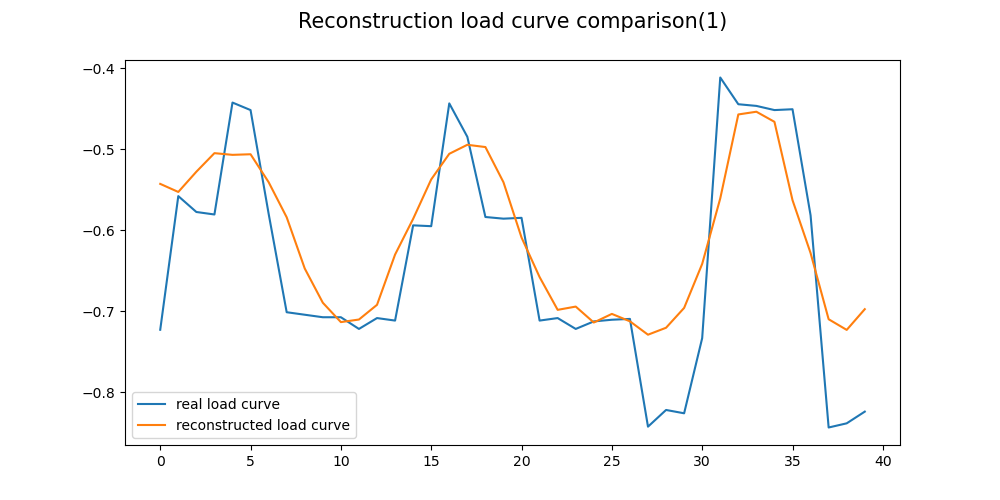 Reconstruction load curve comparison(1)
−0.4
−0.5
−0.6
−0.7
−0.8
real load curve
reconstructed load curve
0 5 10 15 20 25 30 35 40